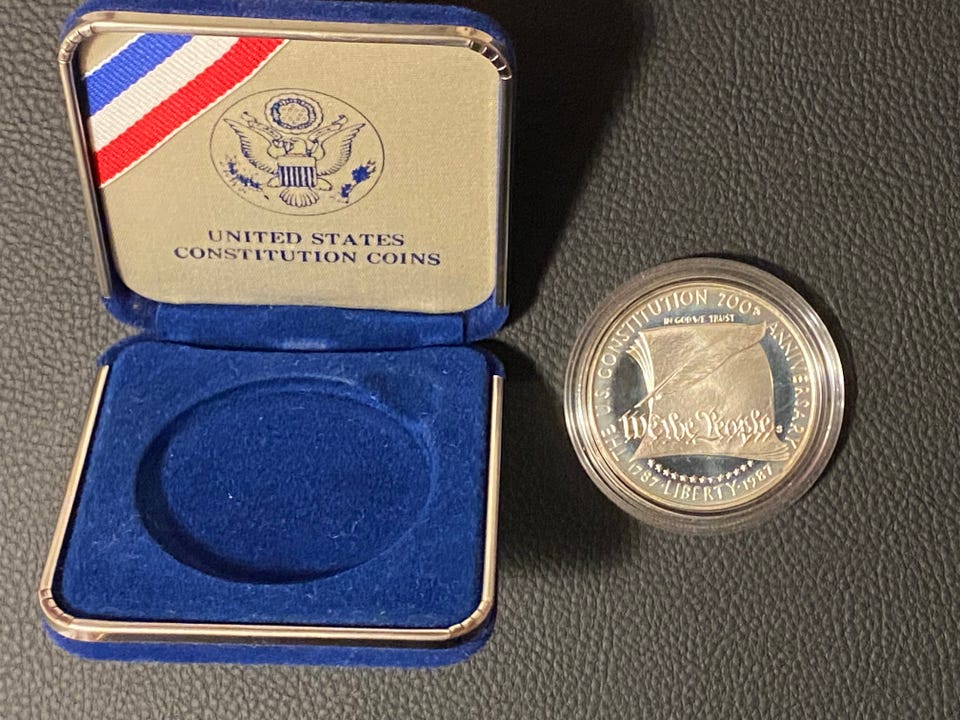 UNITED STATES
CONSTITUTION COINS
THE U.S. CONSTITUTION 200th ANNIVERSARY
IN GOD WE TRUST
We the People
S
1787 · LIBERTY · 1987